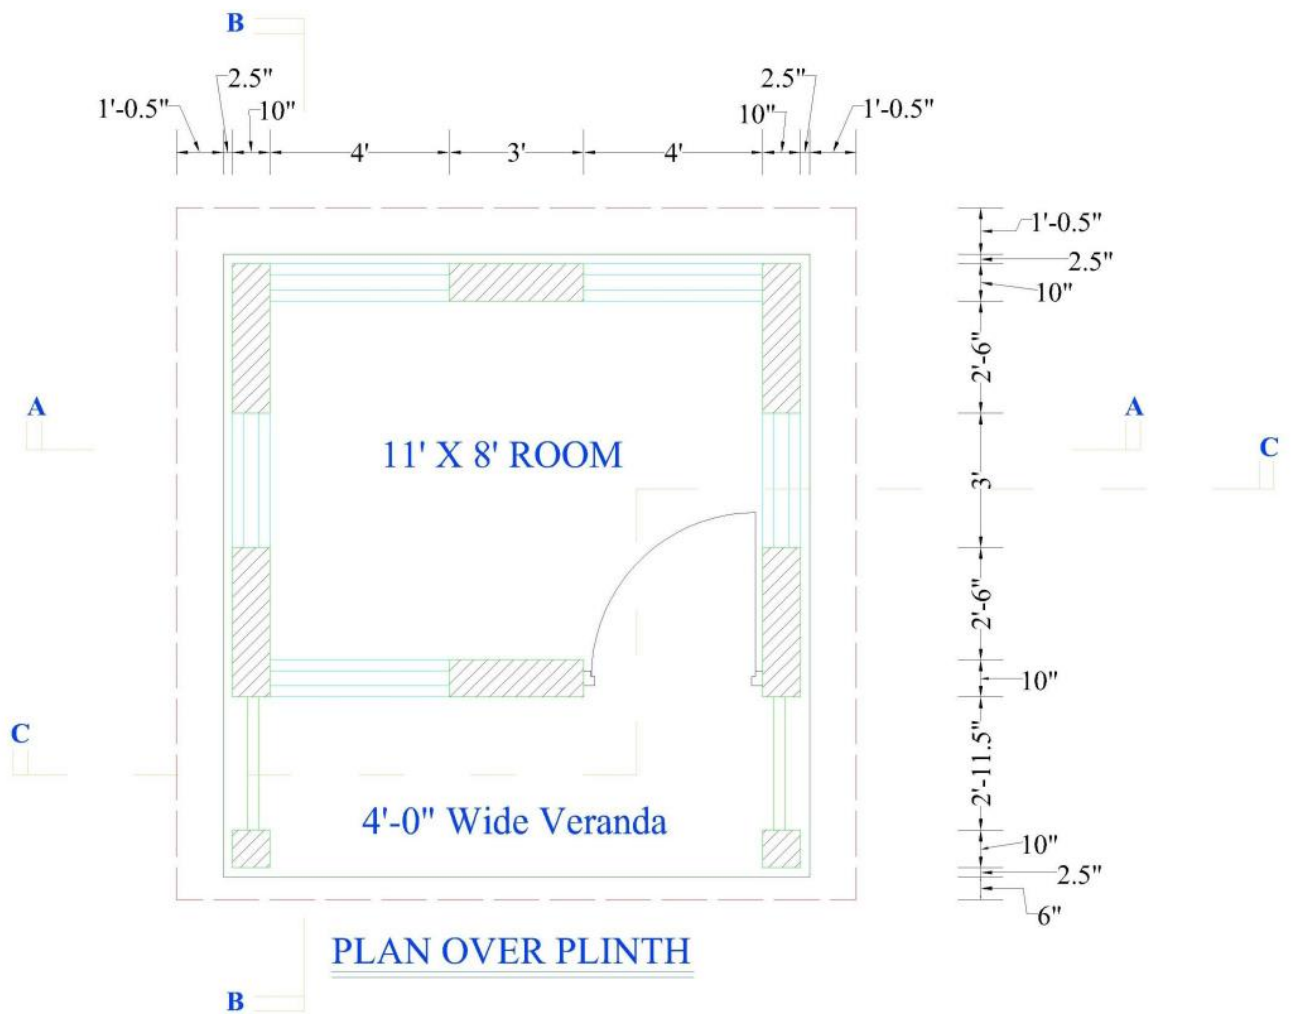 B
2.5" 2.5"
1'-0.5" 10" 10" 1'-0.5"
4' 3' 4'
1'-0.5"
2.5"
10"
2'-6"
A A
11' X 8' ROOM C
3'
2'-6"
10"
C
2'-11.5"
4'-0" Wide Veranda
10"
2.5"
6"
PLAN OVER PLINTH
B